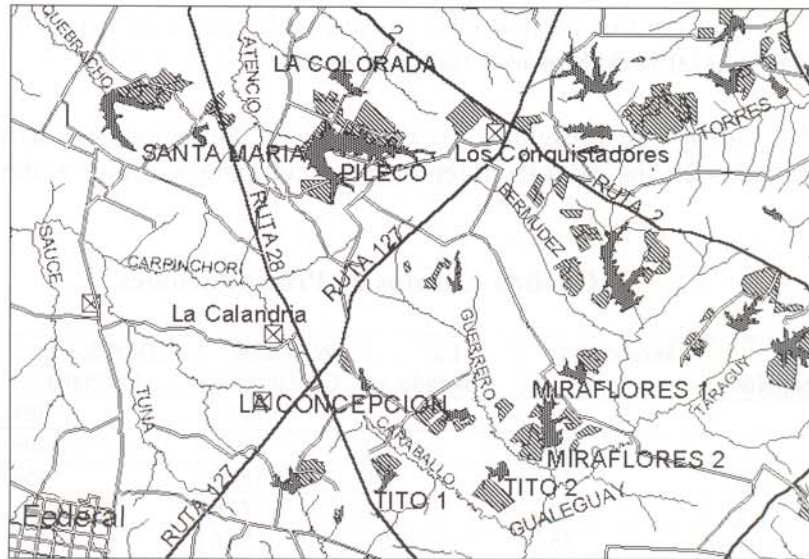 QUEBRACHO
ATENCIO
2
LA COLORADA
TORRES
SANTA MARIA
PILECO
Los Conquistadores
RUTA 2
BERMUDEZ
RUTA 28
RUTA 127
SAUCE
CARPINCHORI
La Calandria
GUERRERO
TUNA
MIRAFLORES 1
TARAGUY
LA CONCEPCION
CARABALLO
MIRAFLORES 2
RUTA 127
TITO 1
TITO 2
GUALEGUAY
Federal